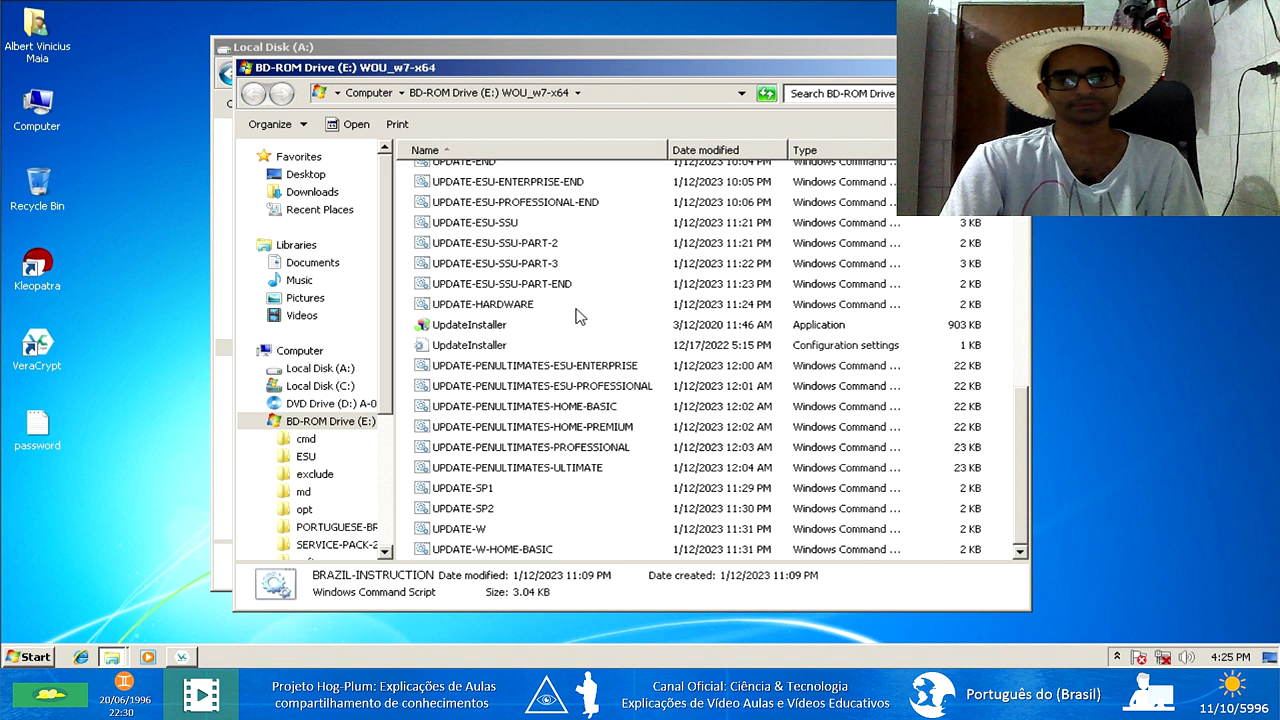 Albert Vinicius
Maia
Computer
Recycle Bin
Kleopatra
VeraCrypt
password
Local Disk (A:)
BD-ROM Drive (E:) WOU_w7-x64
Computer
BD-ROM Drive (E:) WOU_w7-x64
Search BD-ROM Drive
Organize
Open
Print
Favorites
Desktop
Downloads
Recent Places
Libraries
Documents
Music
Pictures
Videos
Computer
Local Disk (A:)
Local Disk (C:)
DVD Drive (D:) A-0
BD-ROM Drive (E:)
cmd
ESU
exclude
md
opt
PORTUGUESE-BR
SERVICE-PACK-2
Name Date modified Type
UPDATE-END 1/12/2023 10:04 PM Windows Command ...
UPDATE-ESU-ENTERPRISE-END 1/12/2023 10:05 PM Windows Command ...
UPDATE-ESU-PROFESSIONAL-END 1/12/2023 10:06 PM Windows Command ...
UPDATE-ESU-SSU 1/12/2023 11:21 PM Windows Command ... 3 KB
UPDATE-ESU-SSU-PART-2 1/12/2023 11:21 PM Windows Command ... 2 KB
UPDATE-ESU-SSU-PART-3 1/12/2023 11:22 PM Windows Command ... 3 KB
UPDATE-ESU-SSU-PART-END 1/12/2023 11:23 PM Windows Command ... 2 KB
UPDATE-HARDWARE 1/12/2023 11:24 PM Windows Command ... 2 KB
UpdateInstaller 3/12/2020 11:46 AM Application 903 KB
UpdateInstaller 12/17/2022 5:15 PM Configuration settings 1 KB
UPDATE-PENULTIMATES-ESU-ENTERPRISE 1/12/2023 12:00 AM Windows Command ... 22 KB
UPDATE-PENULTIMATES-ESU-PROFESSIONAL 1/12/2023 12:01 AM Windows Command ... 22 KB
UPDATE-PENULTIMATES-HOME-BASIC 1/12/2023 12:02 AM Windows Command ... 22 KB
UPDATE-PENULTIMATES-HOME-PREMIUM 1/12/2023 12:02 AM Windows Command ... 22 KB
UPDATE-PENULTIMATES-PROFESSIONAL 1/12/2023 12:03 AM Windows Command ... 23 KB
UPDATE-PENULTIMATES-ULTIMATE 1/12/2023 12:04 AM Windows Command ... 23 KB
UPDATE-SP1 1/12/2023 11:29 PM Windows Command ... 2 KB
UPDATE-SP2 1/12/2023 11:30 PM Windows Command ... 2 KB
UPDATE-W 1/12/2023 11:31 PM Windows Command ... 2 KB
UPDATE-W-HOME-BASIC 1/12/2023 11:31 PM Windows Command ... 2 KB
BRAZIL-INSTRUCTION Date modified: 1/12/2023 11:09 PM Date created: 1/12/2023 11:09 PM
Windows Command Script Size: 3.04 KB
Start
4:25 PM
20/06/1996
22:30
Projeto Hog-Plum: Explicações de Aulas
compartilhamento de conhecimentos
Canal Oficial: Ciência & Tecnologia
Explicações de Vídeo Aulas e Vídeos Educativos
Português do (Brasil)
11/10/5996